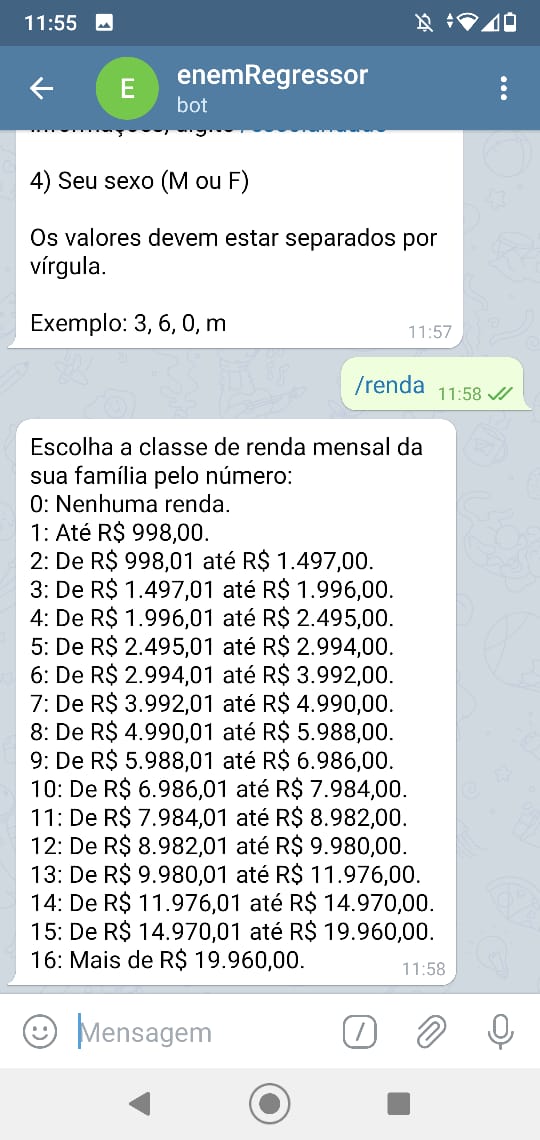 11:55
E
enemRegressor
bot
4) Seu sexo (M ou F)
Os valores devem estar separados por
vírgula.
Exemplo: 3, 6, 0, m
11:57
/renda
11:58
Escolha a classe de renda mensal da
sua família pelo número:
0: Nenhuma renda.
1: Até R$ 998,00.
2: De R$ 998,01 até R$ 1.497,00.
3: De R$ 1.497,01 até R$ 1.996,00.
4: De R$ 1.996,01 até R$ 2.495,00.
5: De R$ 2.495,01 até R$ 2.994,00.
6: De R$ 2.994,01 até R$ 3.992,00.
7: De R$ 3.992,01 até R$ 4.990,00.
8: De R$ 4.990,01 até R$ 5.988,00.
9: De R$ 5.988,01 até R$ 6.986,00.
10: De R$ 6.986,01 até R$ 7.984,00.
11: De R$ 7.984,01 até R$ 8.982,00.
12: De R$ 8.982,01 até R$ 9.980,00.
13: De R$ 9.980,01 até R$ 11.976,00.
14: De R$ 11.976,01 até R$ 14.970,00.
15: De R$ 14.970,01 até R$ 19.960,00.
16: Mais de R$ 19.960,00.
11:58
Mensagem